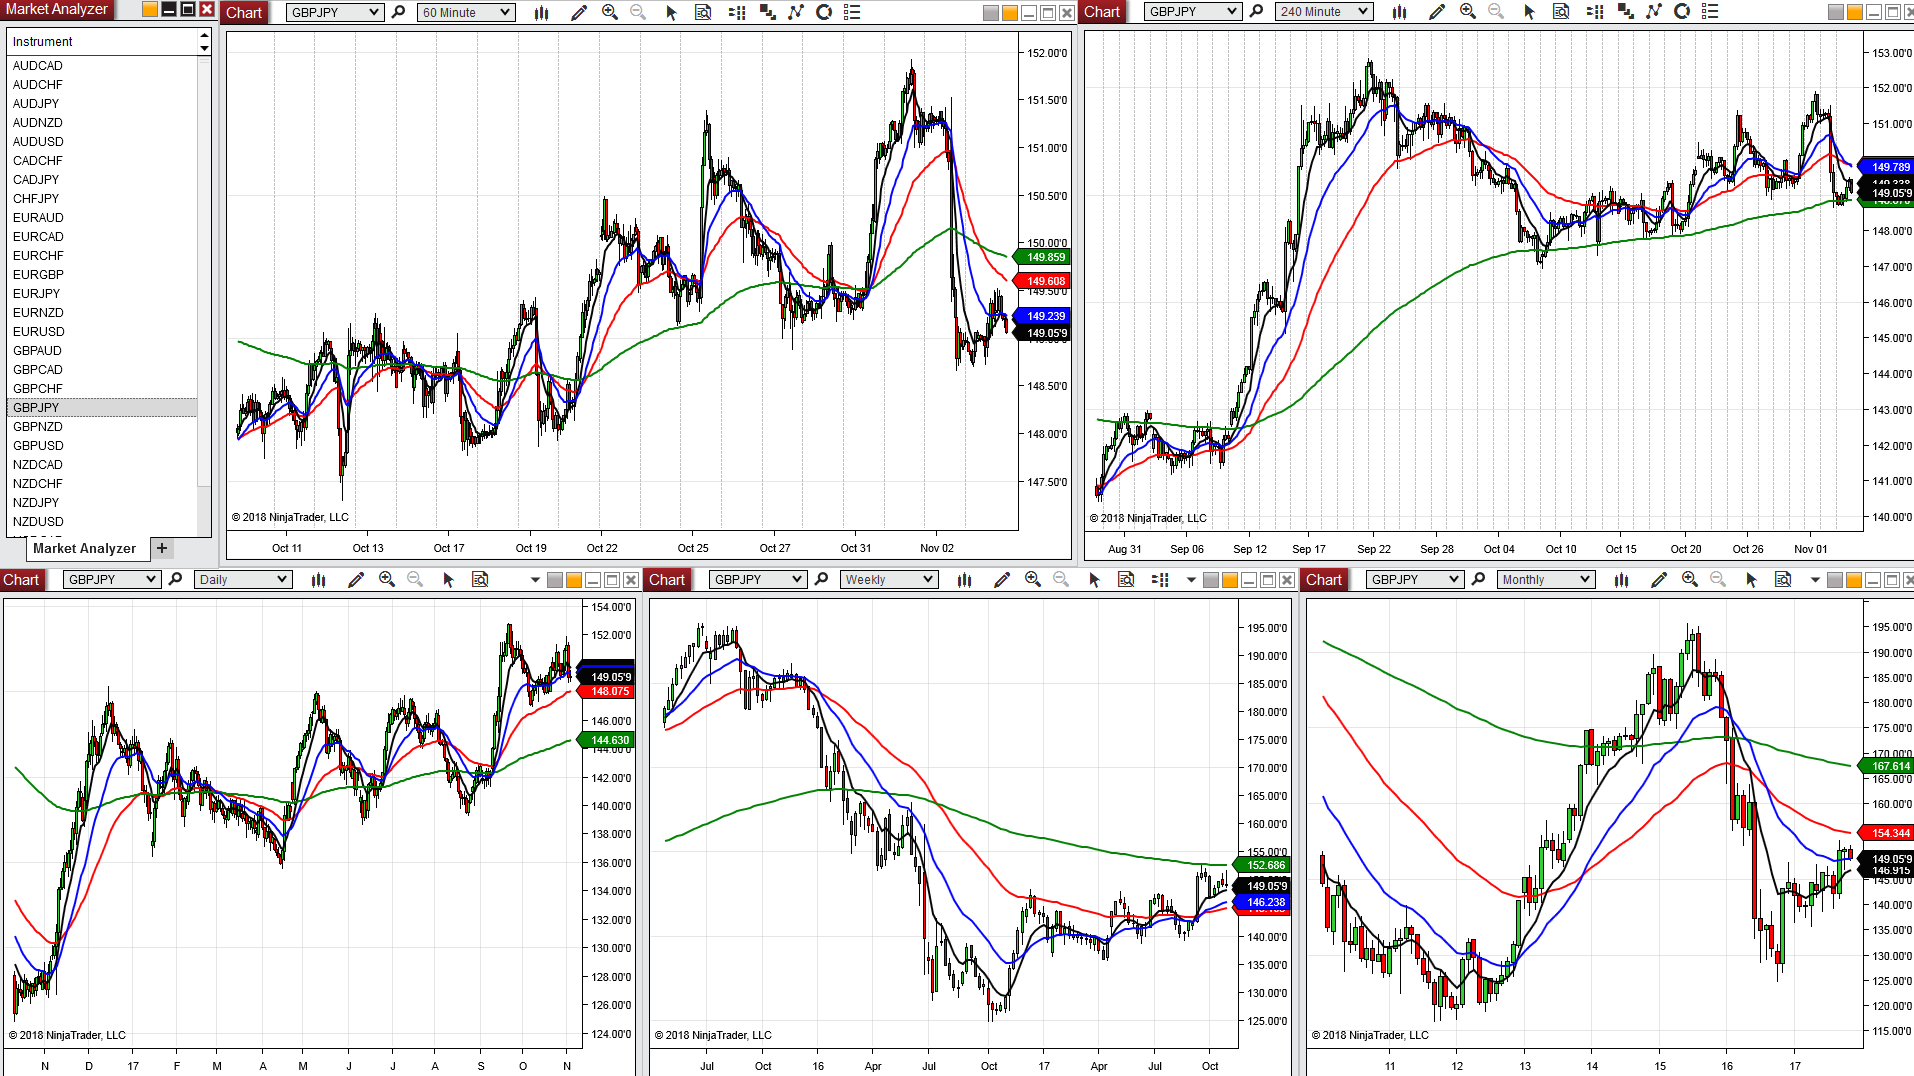 Market Analyzer
Instrument
AUDCAD
AUDCHF
AUDJPY
AUDNZD
AUDUSD
CADCHF
CADJPY
CHFJPY
EURAUD
EURCAD
EURCHF
EURGBP
EURJPY
EURNZD
EURUSD
GBPAUD
GBPCAD
GBPCHF
GBPJPY
GBPNZD
GBPUSD
NZDCAD
NZDCHF
NZDJPY
NZDUSD
Market Analyzer +
Chart GBPJPY 60 Minute
152.00'0
151.50'0
151.00'0
150.50'0
150.00'0
149.859
149.608
149.50'0
149.239
149.05'9
148.50'0
148.00'0
147.50'0
© 2018 NinjaTrader, LLC
Oct 11 Oct 13 Oct 17 Oct 19 Oct 22 Oct 25 Oct 27 Oct 31 Nov 02
Chart GBPJPY 240 Minute
153.00'0
152.00'0
151.00'0
149.789
149.05'9
148.00'0
147.00'0
146.00'0
145.00'0
144.00'0
143.00'0
142.00'0
141.00'0
140.00'0
© 2018 NinjaTrader, LLC
Aug 31 Sep 06 Sep 12 Sep 17 Sep 22 Sep 28 Oct 04 Oct 10 Oct 15 Oct 20 Oct 26 Nov 01
Chart GBPJPY Daily
154.00'0
152.00'0
149.05'9
148.075
146.00'0
144.630
144.00'0
142.00'0
140.00'0
138.00'0
136.00'0
134.00'0
132.00'0
130.00'0
128.00'0
126.00'0
124.00'0
© 2018 NinjaTrader, LLC
N D 17 F M A M J J A S O N
Chart GBPJPY Weekly
195.00'0
190.00'0
185.00'0
180.00'0
175.00'0
170.00'0
165.00'0
160.00'0
155.00'0
152.686
149.05'9
146.238
140.00'0
135.00'0
130.00'0
125.00'0
© 2018 NinjaTrader, LLC
Jul Oct 16 Apr Jul Oct 17 Apr Jul Oct
Chart GBPJPY Monthly
195.00'0
190.00'0
185.00'0
180.00'0
175.00'0
170.00'0
167.614
165.00'0
160.00'0
154.344
149.05'9
146.915
145.00'0
140.00'0
135.00'0
130.00'0
125.00'0
120.00'0
115.00'0
© 2018 NinjaTrader, LLC
11 12 13 14 15 16 17